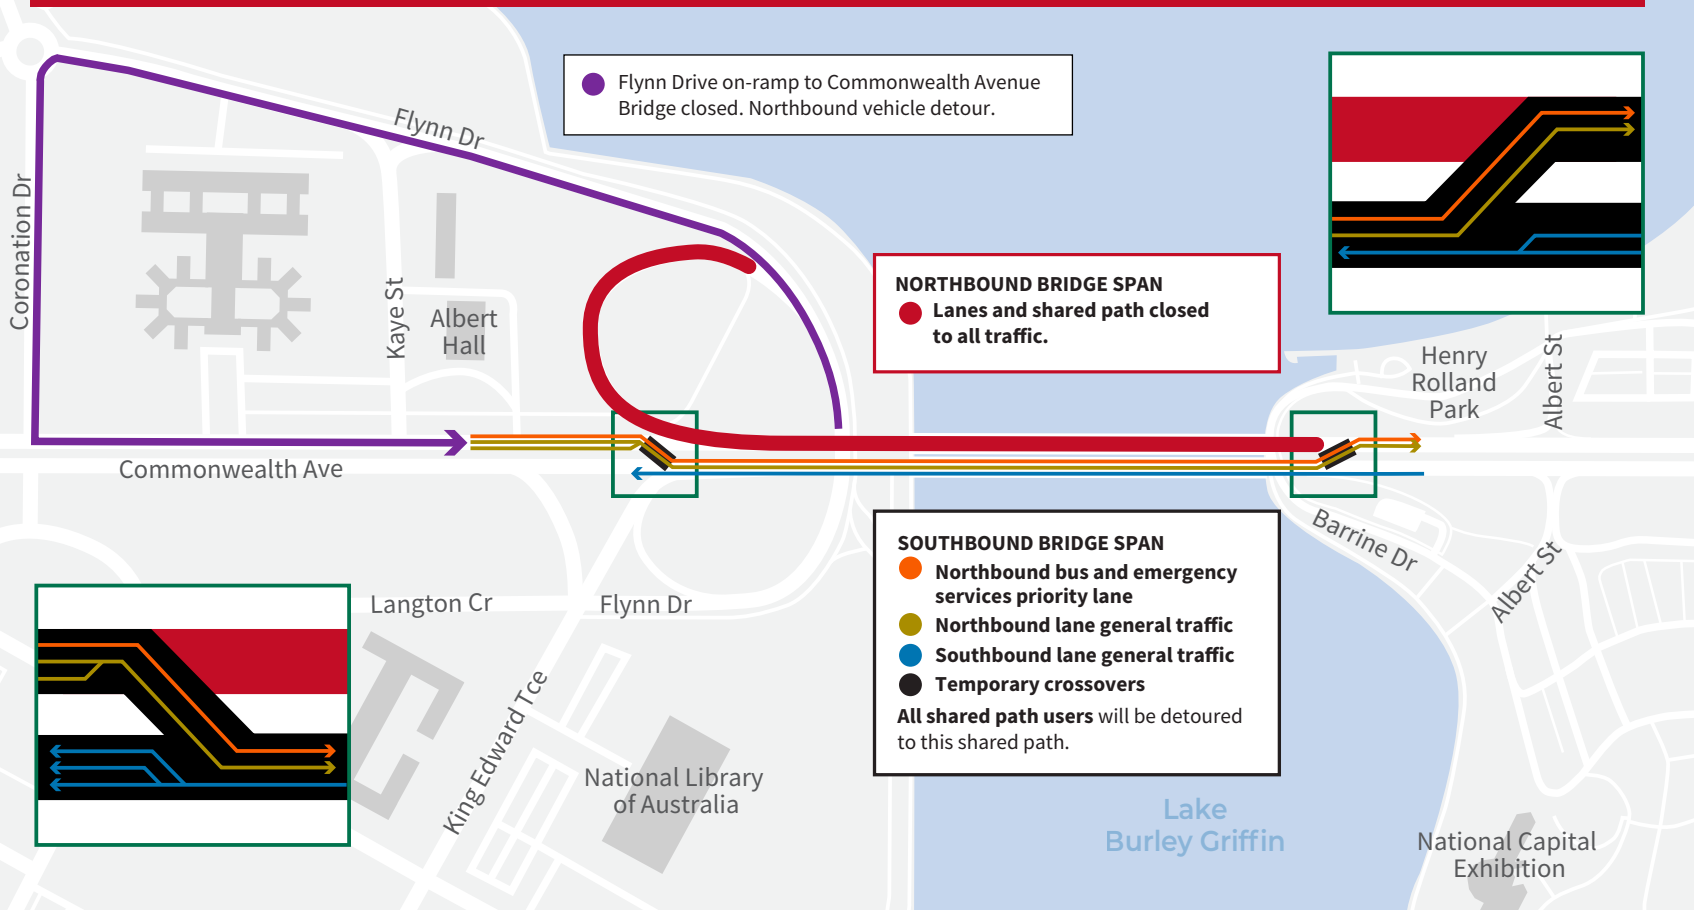 Flynn Drive on-ramp to Commonwealth Avenue
Bridge closed. Northbound vehicle detour.
Flynn Dr
Coronation Dr
Kaye St
Albert
Hall
NORTHBOUND BRIDGE SPAN
Lanes and shared path closed
to all traffic.
Henry
Rolland
Park
Albert St
Commonwealth Ave
SOUTHBOUND BRIDGE SPAN
Northbound bus and emergency
services priority lane
Northbound lane general traffic
Southbound lane general traffic
Temporary crossovers
All shared path users will be detoured
to this shared path.
Barrine Dr
Albert St
Langton Cr
Flynn Dr
King Edward Tce
National Library
of Australia
Lake
Burley Griffin
National Capital
Exhibition